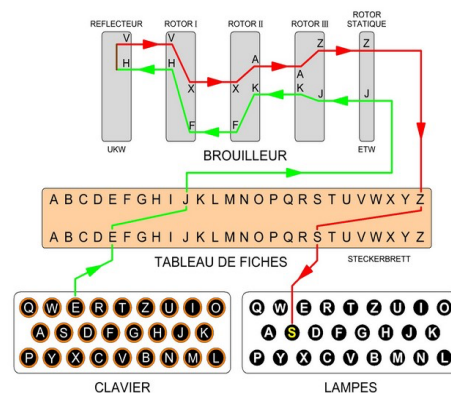 REFLECTEUR ROTOR I ROTOR II ROTOR III ROTOR STATIQUE
V V A Z Z
H H X X K A K J J
F F
UKW ETW
BROUILLEUR
A B C D E F G H I J K L M N O P Q R S T U V W X Y Z
A B C D E F G H I J K L M N O P Q R S T U V W X Y Z
TABLEAU DE FICHES STECKERBRETT
Q W E R T Z U I O
A S D F G H J K
P Y X C V B N M L
CLAVIER
Q W E R T Z U I O
A S D F G H J K
P Y X C V B M N L
LAMPES